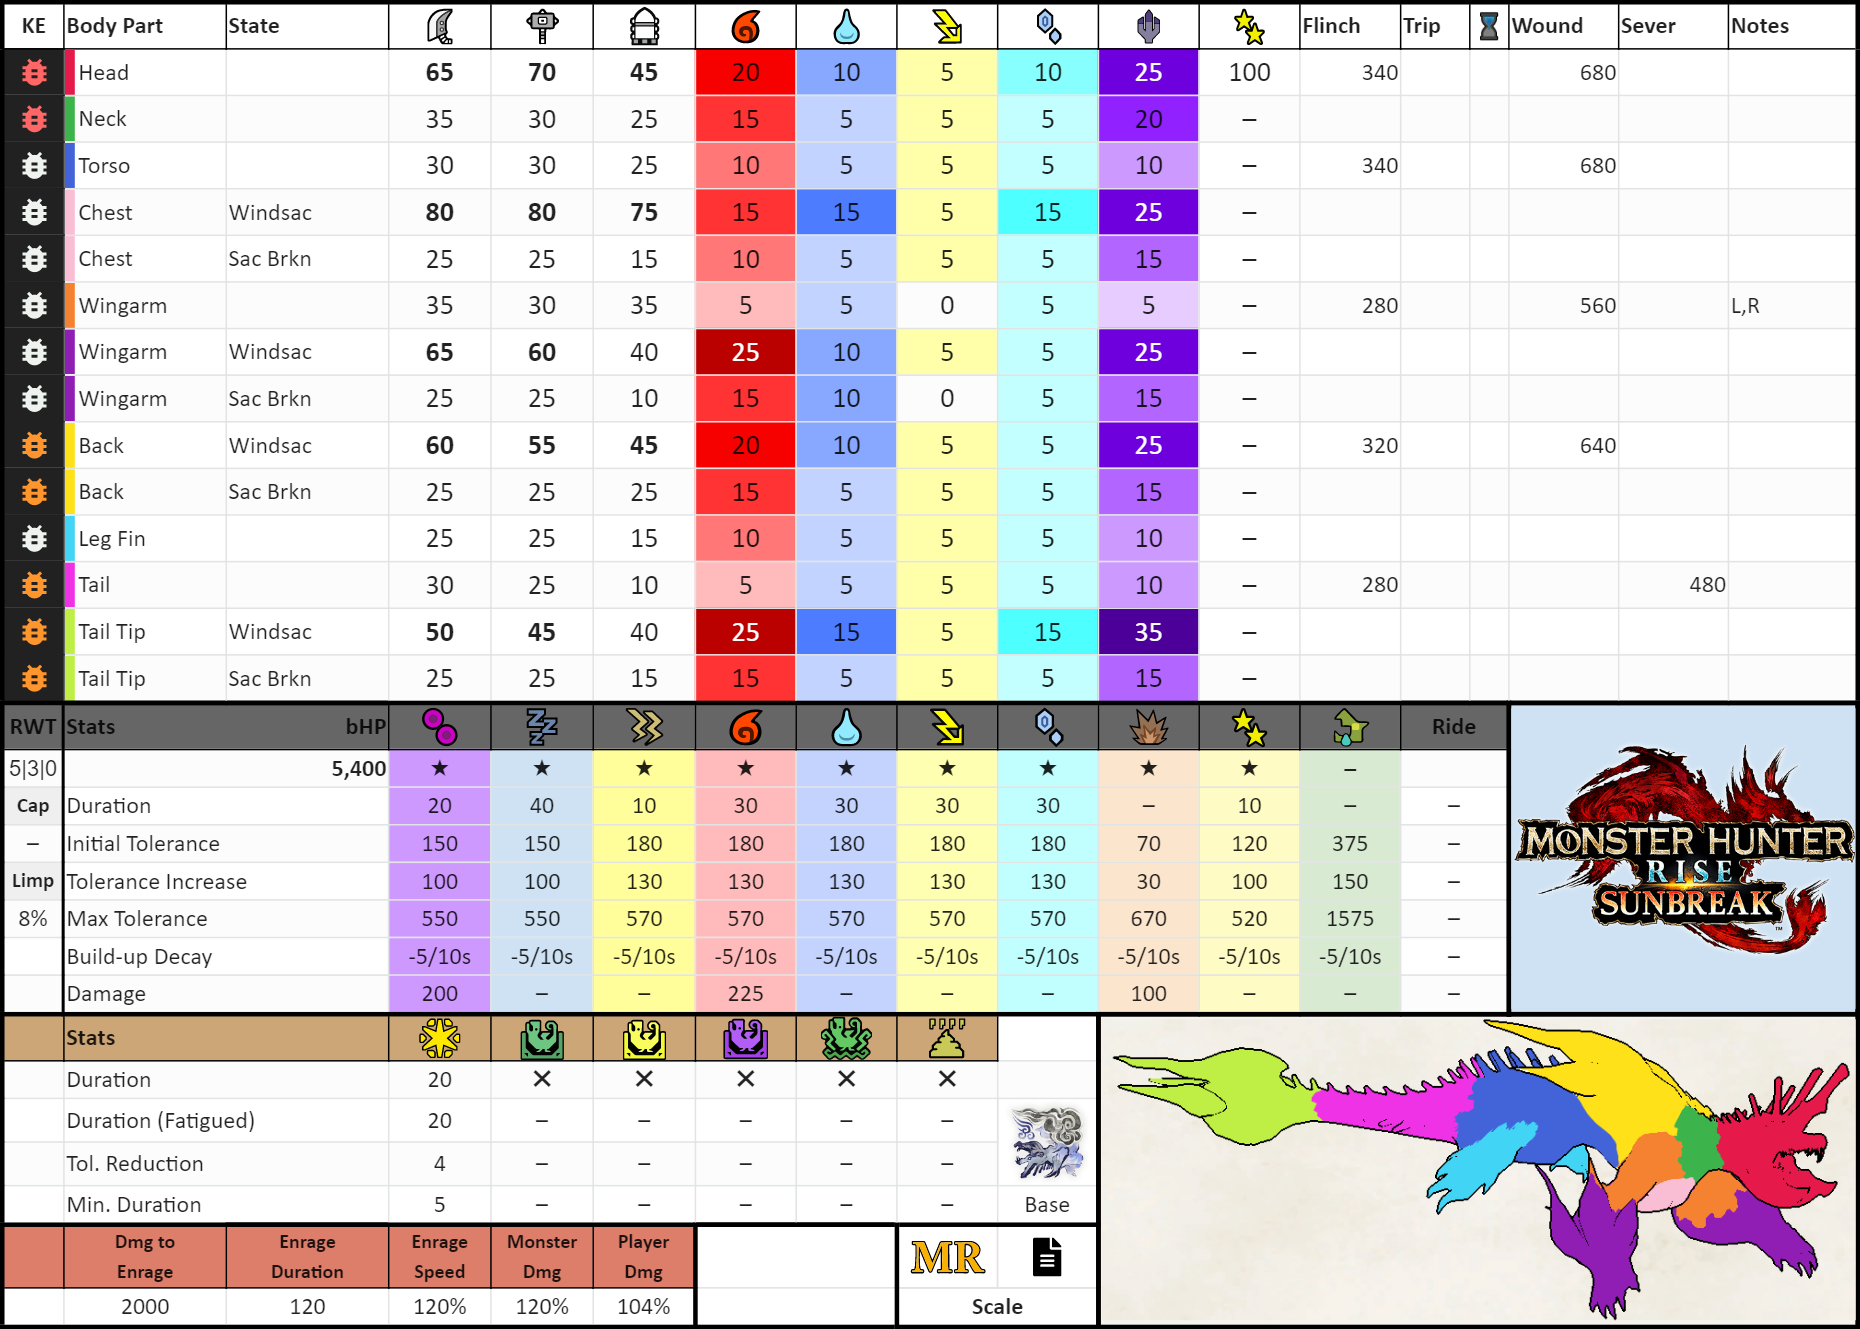 KE Body Part State Flinch Trip Wound Sever Notes
Head 65 70 45 20 10 5 10 25 100 340 680
Neck 35 30 25 15 5 5 5 20 –
Torso 30 30 25 10 5 5 5 10 – 340 680
Chest Windsac 80 80 75 15 15 5 15 25 –
Chest Sac Brkn 25 25 15 10 5 5 5 15 –
Wingarm 35 30 35 5 5 0 5 5 – 280 560 L,R
Wingarm Windsac 65 60 40 25 10 5 5 25 –
Wingarm Sac Brkn 25 25 10 15 10 0 5 15 –
Back Windsac 60 55 45 20 10 5 5 25 – 320 640
Back Sac Brkn 25 25 25 15 5 5 5 15 –
Leg Fin 25 25 15 10 5 5 5 10 –
Tail 30 25 10 5 5 5 5 10 – 280 480
Tail Tip Windsac 50 45 40 25 15 5 15 35 –
Tail Tip Sac Brkn 25 25 15 15 5 5 5 15 –
RWT Stats bHP Ride
5|3|0 5,400 ★ ★ ★ ★ ★ ★ ★ ★ ★ –
Cap Duration 20 40 10 30 30 30 30 – 10 – –
– Initial Tolerance 150 150 180 180 180 180 180 70 120 375 –
Limp Tolerance Increase 100 100 130 130 130 130 130 30 100 150 –
8% Max Tolerance 550 550 570 570 570 570 570 670 520 1575 –
Build-up Decay -5/10s -5/10s -5/10s -5/10s -5/10s -5/10s -5/10s -5/10s -5/10s -5/10s –
Damage 200 – – 225 – – – 100 – – –
MONSTER HUNTER
RISE
SUNBREAK
™
Stats
Duration 20 ✕ ✕ ✕ ✕ ✕
Duration (Fatigued) 20 – – – – –
Tol. Reduction 4 – – – – –
Min. Duration 5 – – – – – Base
Dmg to Enrage Enrage Duration Enrage Speed Monster Dmg Player Dmg MR
2000 120 120% 120% 104% Scale